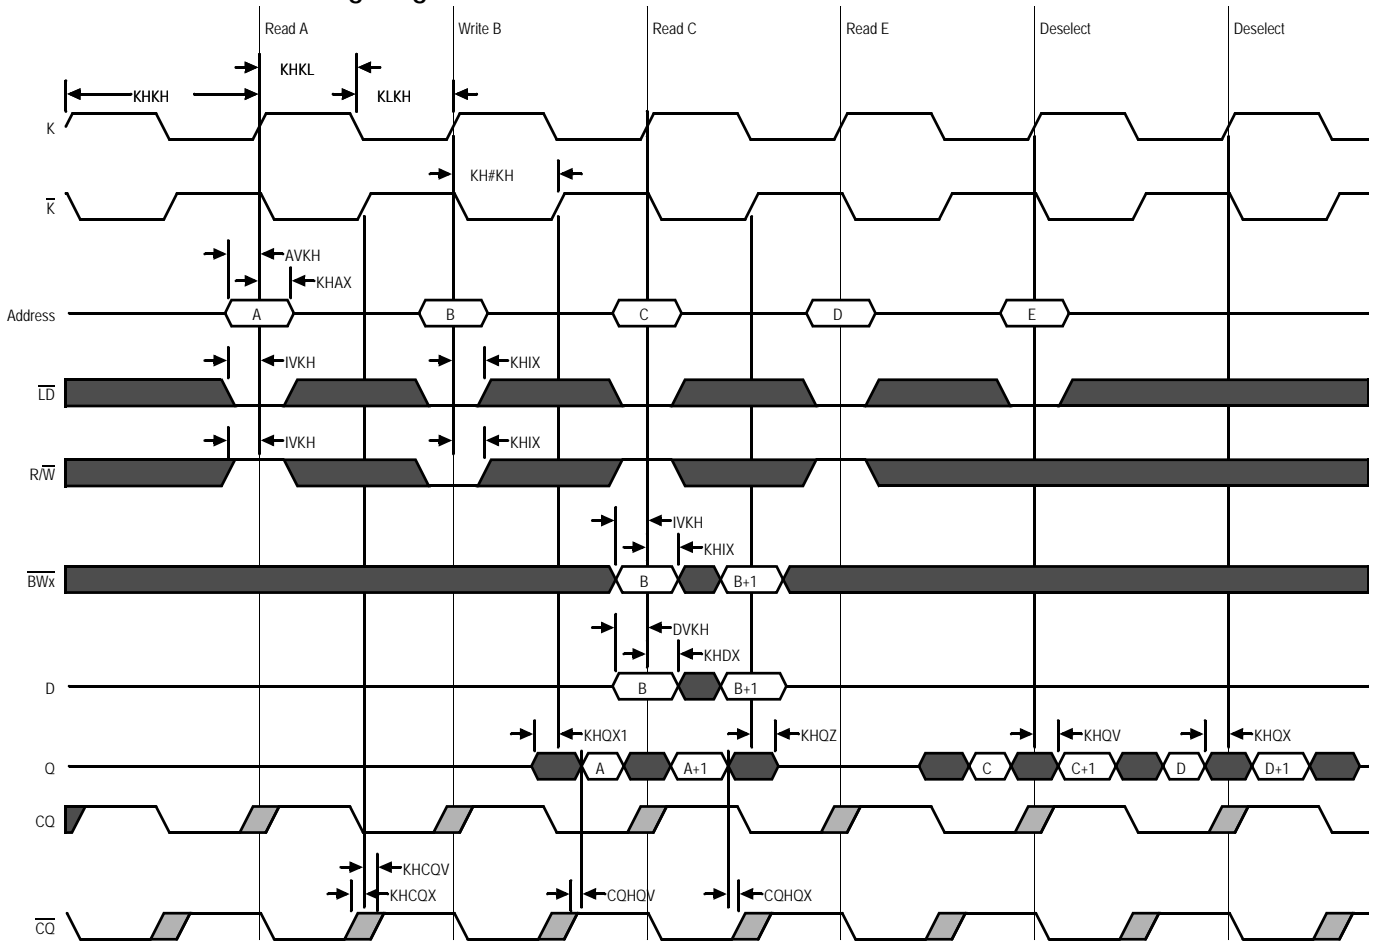 Read A Write B Read C Read E Deselect Deselect
KHKL
KHKH KLKH
K
KH#KH
K
AVKH
KHAX
Address A B C D E
IVKH KHIX
LD
IVKH KHIX
R/W
IVKH
KHIX
BWx B B+1
DVKH
KHDX
D B B+1
KHQX1 KHQZ KHQV KHQX
Q A A+1 C C+1 D D+1
CQ
KHCQV
KHCQX CQHQV CQHQX
CQ